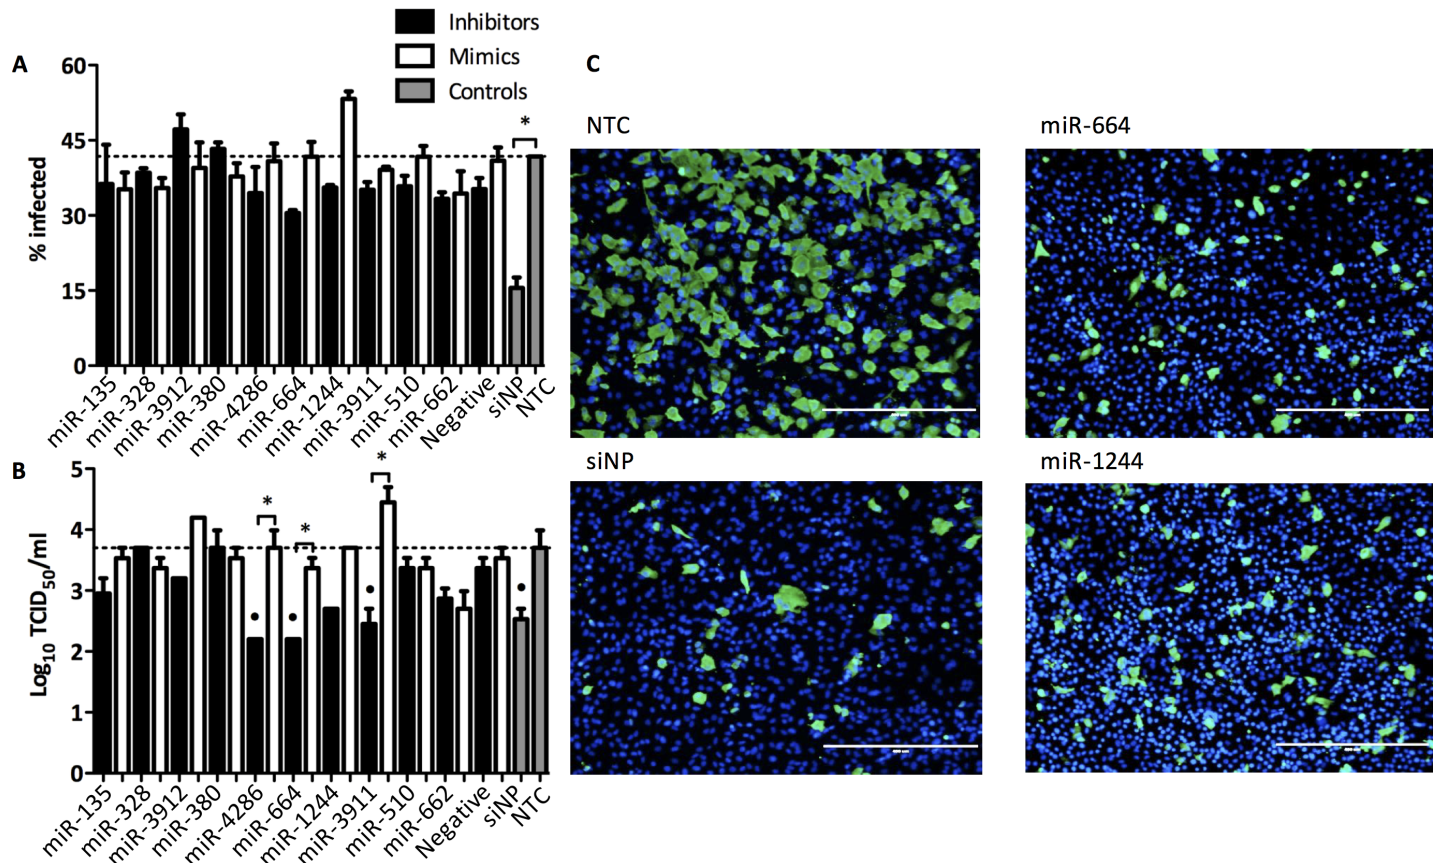 Inhibitors
Mimics
Controls
A
60
45
30
15
0
% infected
*
miR-135
miR-328
miR-3912
miR-380
miR-4286
miR-664
miR-1244
miR-3911
miR-510
miR-662
Negative
siNP
NTC
B
5
4
3
2
1
0
Log10 TCID50/ml
*
*
*
miR-135
miR-328
miR-3912
miR-380
miR-4286
miR-664
miR-1244
miR-3911
miR-510
miR-662
Negative
siNP
NTC
C
NTC
miR-664
siNP
miR-1244